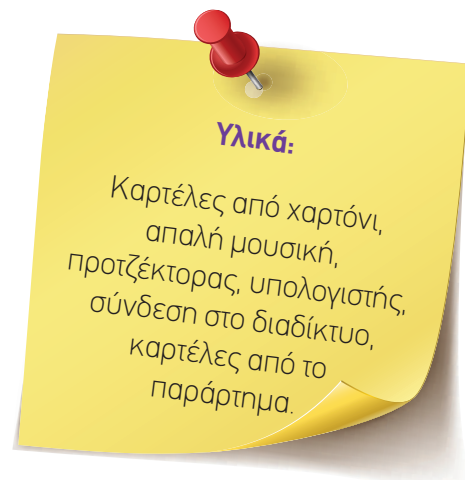 Υλικά:
Καρτέλες από χαρτόνι,
απαλή μουσική,
προτζέκτορας, υπολογιστής,
σύνδεση στο διαδίκτυο,
καρτέλες από το
παράρτημα.